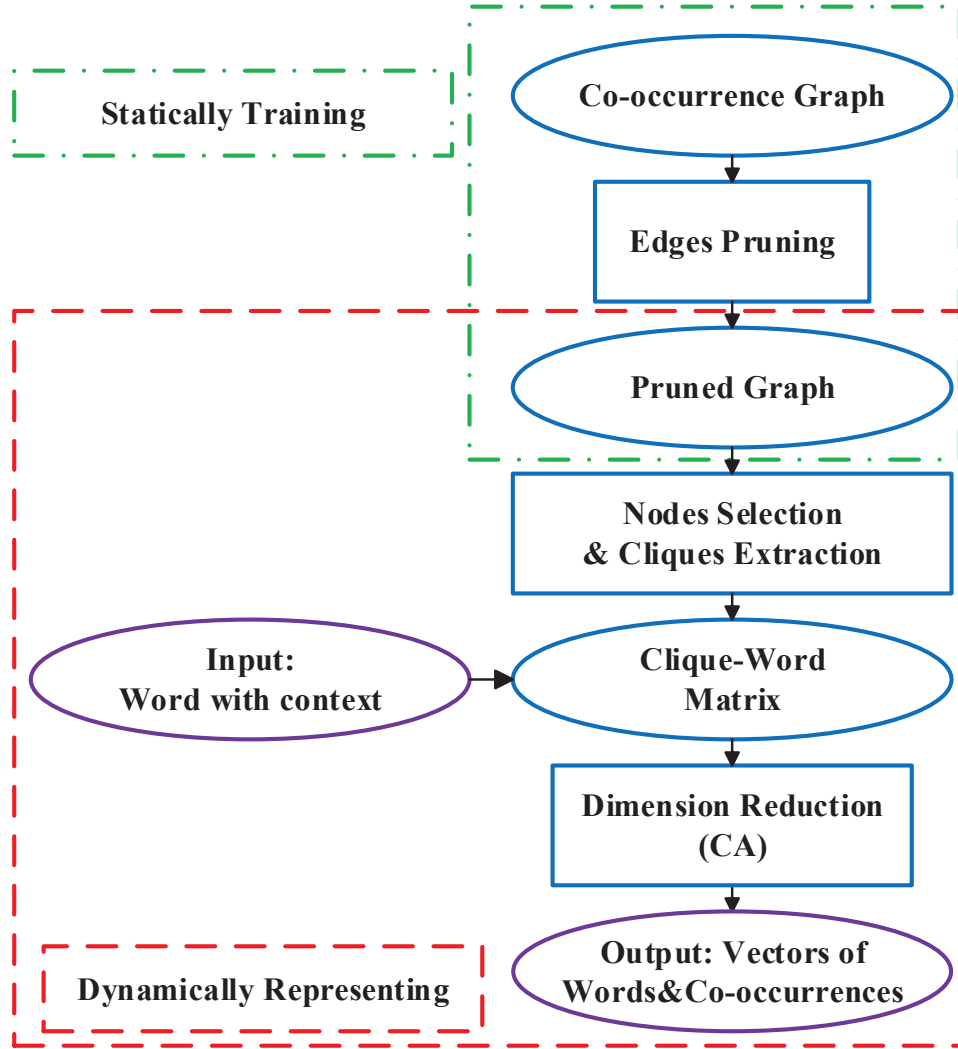 Co-occurrence Graph
Statically Training
Edges Pruning
Pruned Graph
Nodes Selection
& Cliques Extraction
Input:
Word with context
Clique-Word
Matrix
Dimension Reduction
(CA)
Output: Vectors of
Words&Co-occurrences
Dynamically Representing